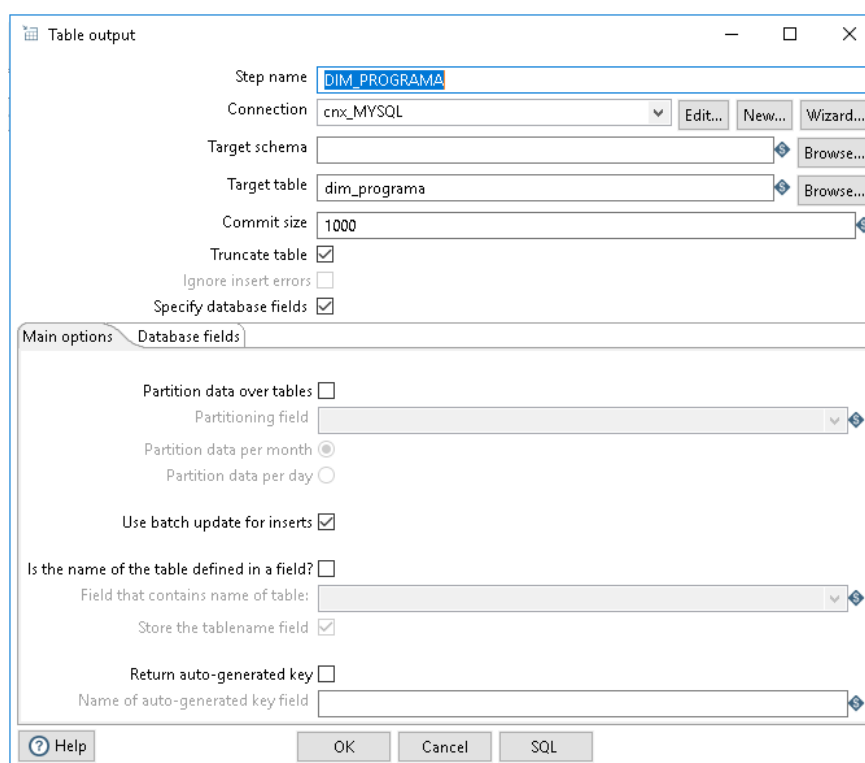 Table output
Step name DIM_PROGRAMA
Connection cnx_MYSQL Edit... New... Wizard...
Target schema Browse...
Target table dim_programa Browse...
Commit size 1000
Truncate table
Ignore insert errors
Specify database fields
Main options Database fields
Partition data over tables
Partitioning field
Partition data per month
Partition data per day
Use batch update for inserts
Is the name of the table defined in a field?
Field that contains name of table:
Store the tablename field
Return auto-generated key
Name of auto-generated key field
Help OK Cancel SQL